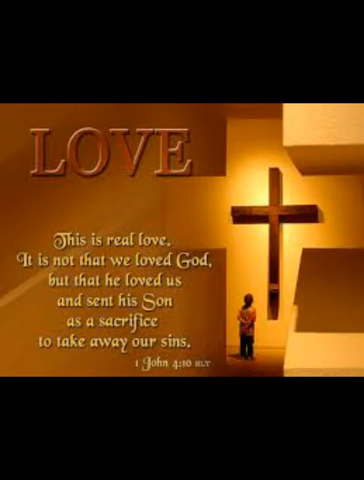 LOVE
This is real love.
It is not that we loved God,
but that he loved us
and sent his Son
as a sacrifice
to take away our sins.
1 John 4:10 NLT